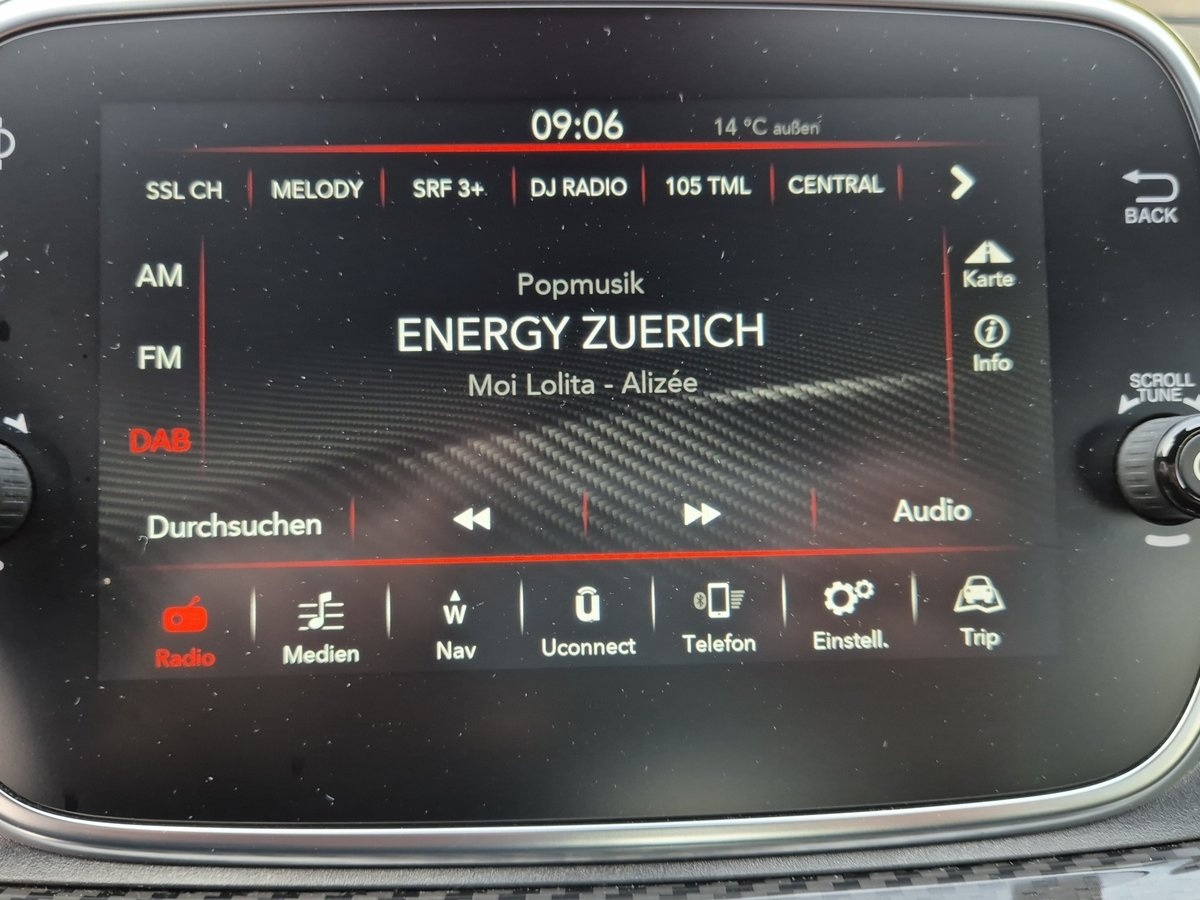 09:06 14 °C außen
SSL CH MELODY SRF 3+ DJ RADIO 105 TML CENTRAL
BACK
AM
Karte
Popmusik
ENERGY ZUERICH
FM
Info
Moi Lolita - Alizée
SCROLL
TUNE
DAB
Durchsuchen Audio
W
Radio Medien Nav Uconnect Telefon Einstell. Trip